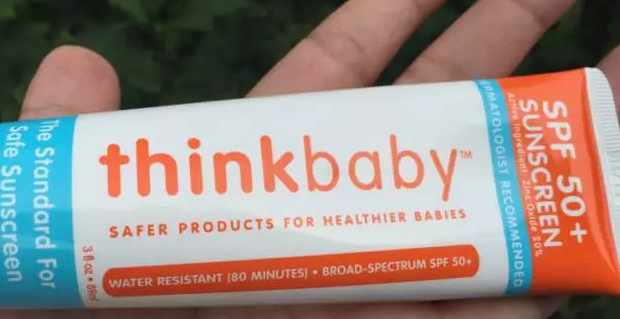 The Standard For
Safe Sunscreen
thinkbaby™
SAFER PRODUCTS FOR HEALTHIER BABIES
WATER RESISTANT (80 MINUTES) • BROAD-SPECTRUM SPF 50+
3 fl oz • 89ml
DERMATOLOGIST RECOMMENDED
SPF 50+
SUNSCREEN
Active Ingredient: Zinc Oxide 20%